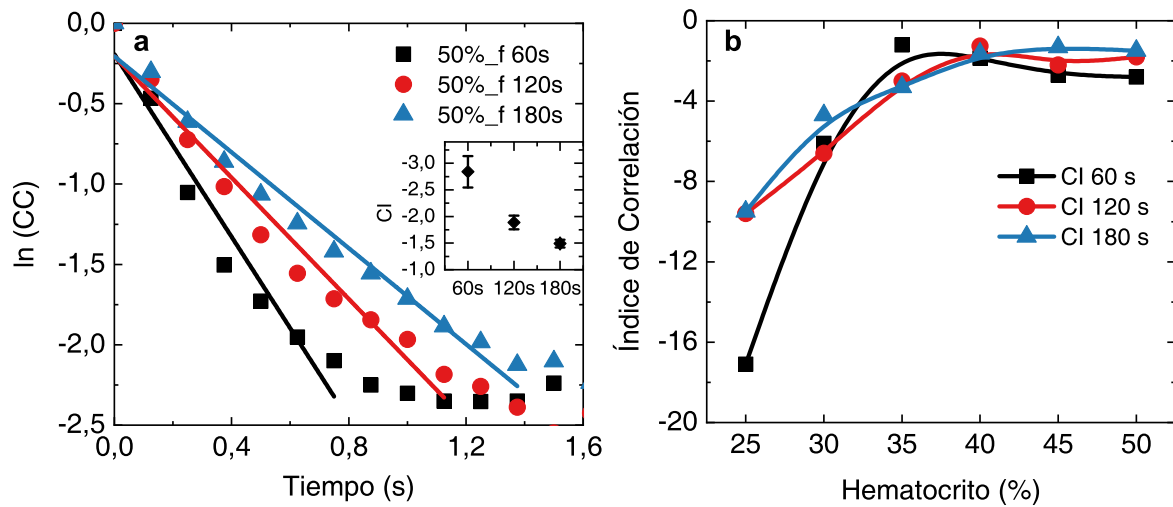 a
50%_f 60s
50%_f 120s
50%_f 180s
ln (CC)
0,0
-0,5
-1,0
-1,5
-2,0
-2,5
0,0
0,4
0,8
1,2
1,6
Tiempo (s)
CI
-3,0
-2,5
-2,0
-1,5
-1,0
60s
120s
180s
b
Índice de Correlación
0
-4
-8
-12
-16
-20
25
30
35
40
45
50
Hematocrito (%)
CI 60 s
CI 120 s
CI 180 s